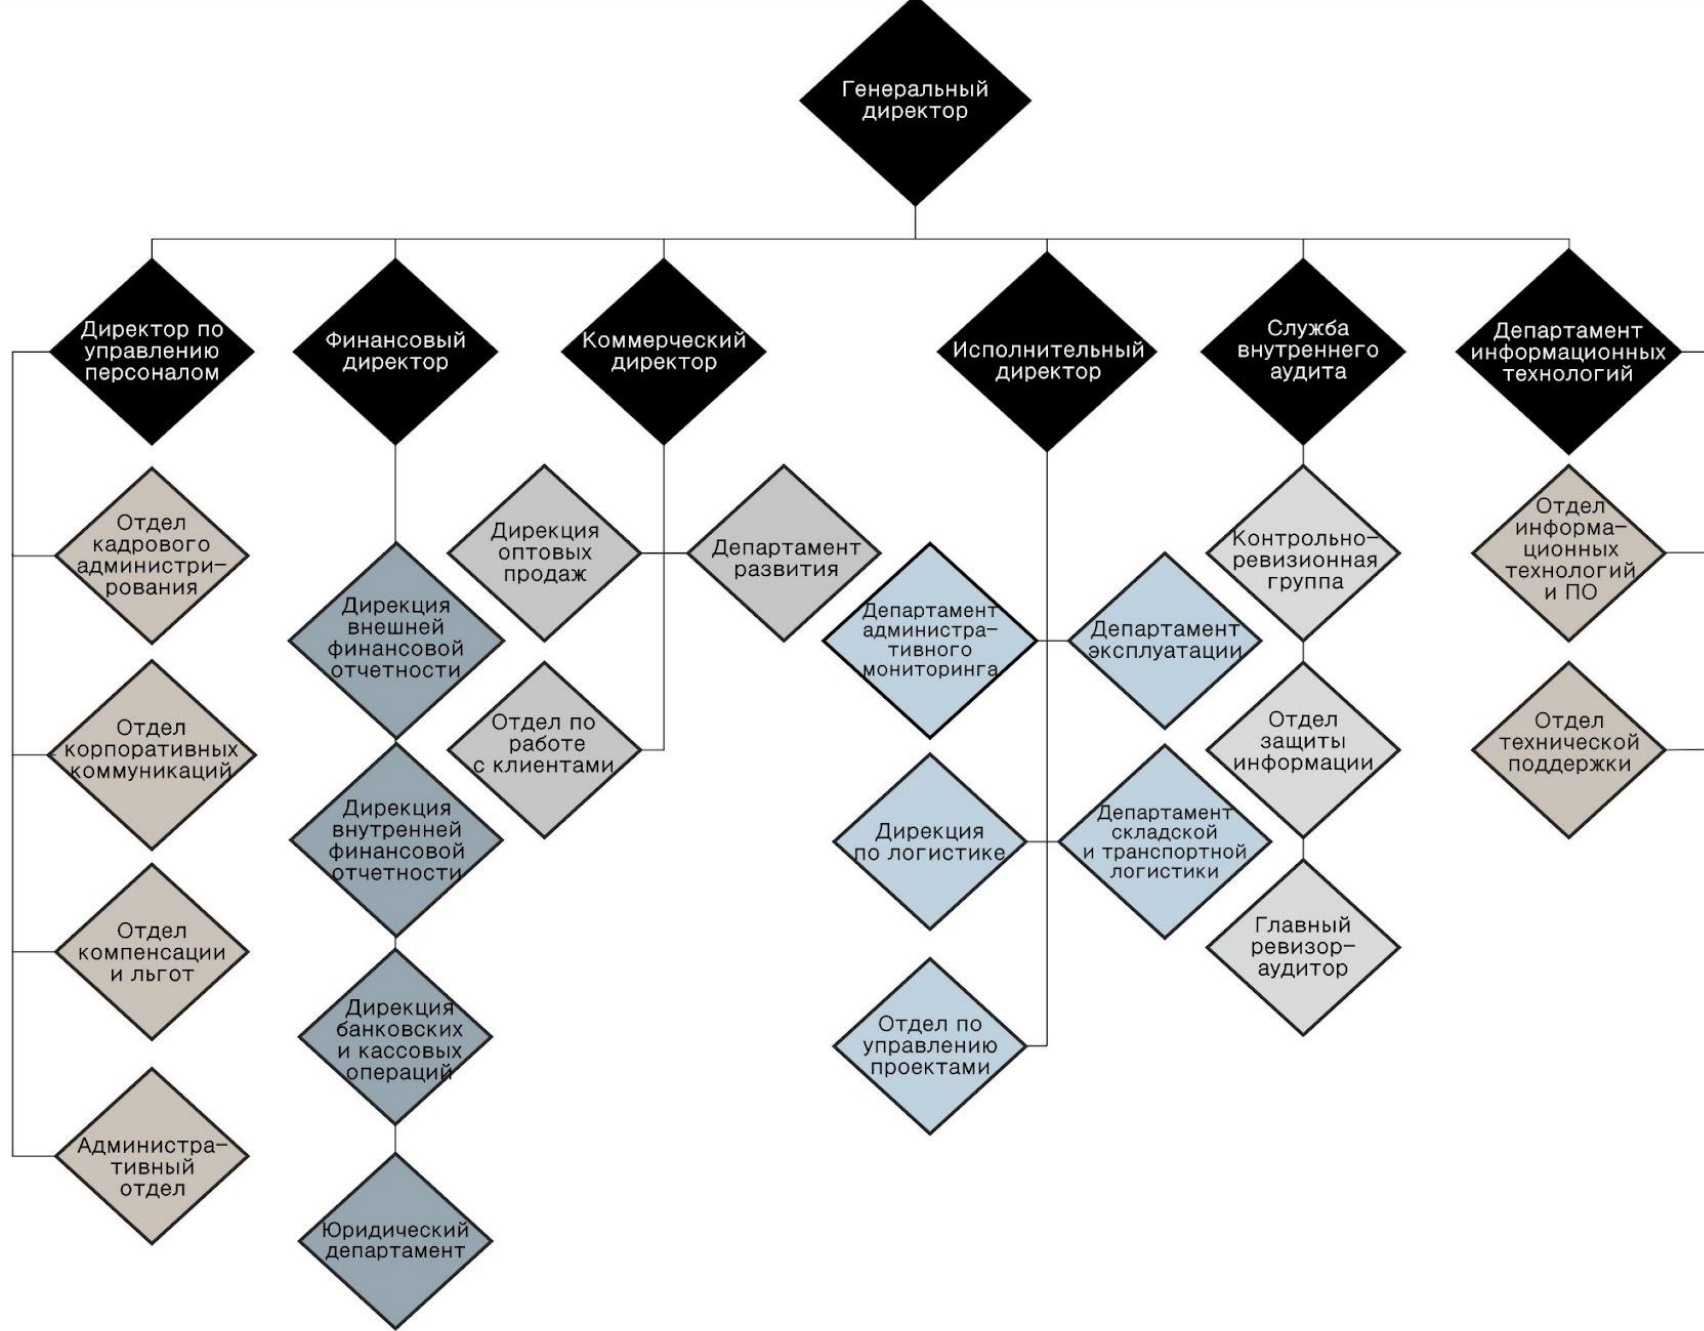 Генеральный
директор
Директор по
управлению
персоналом
Финансовый
директор
Коммерческий
директор
Исполнительный
директор
Служба
внутреннего
аудита
Департамент
информационных
технологий
Отдел
кадрового
администри–
рования
Отдел
корпоративных
коммуникаций
Отдел
компенсации
и льгот
Администра–
тивный
отдел
Дирекция
внешней
финансовой
отчетности
Дирекция
внутренней
финансовой
отчетности
Дирекция
банковских
и кассовых
операций
Юридический
департамент
Дирекция
оптовых
продаж
Департамент
развития
Отдел по
работе
с клиентами
Департамент
администра–
тивного
мониторинга
Департамент
эксплуатации
Дирекция
по логистике
Департамент
складской
и транспортной
логистики
Отдел по
управлению
проектами
Контрольно–
ревизионная
группа
Отдел
защиты
информации
Главный
ревизор–
аудитор
Отдел
информа–
ционных
технологий
и ПО
Отдел
технической
поддержки